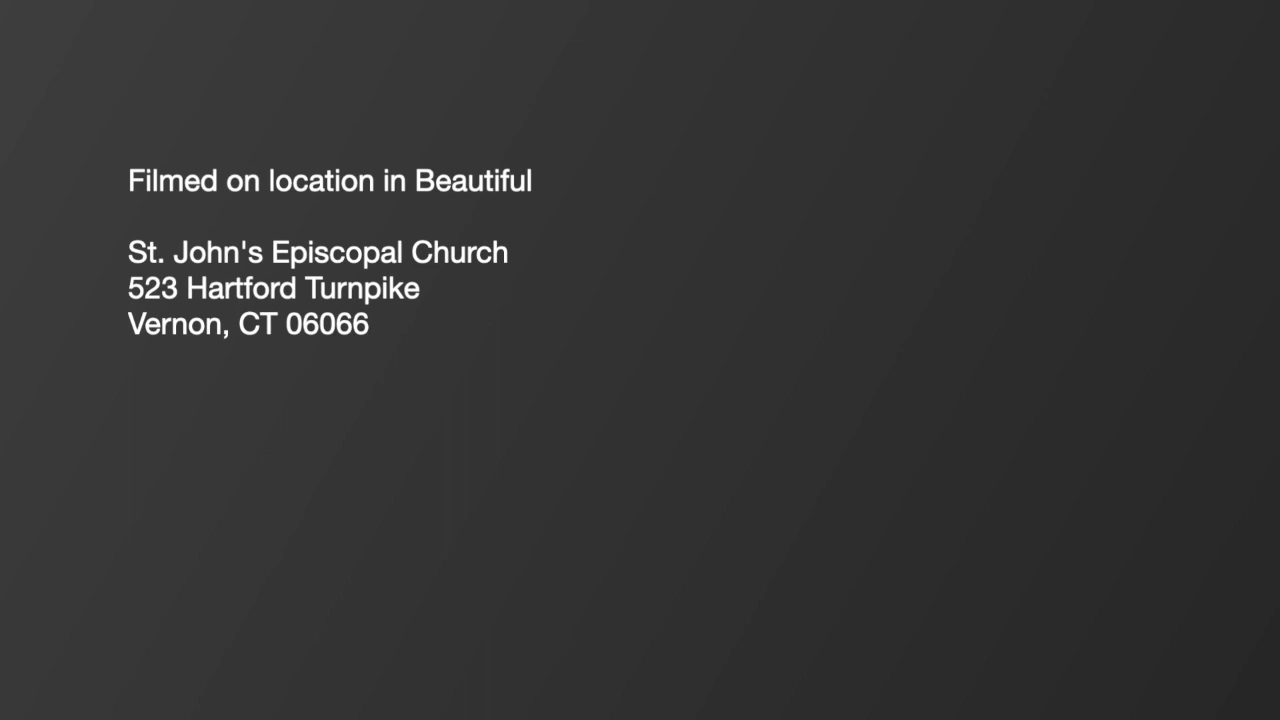 Filmed on location in Beautiful
St. John's Episcopal Church
523 Hartford Turnpike
Vernon, CT 06066